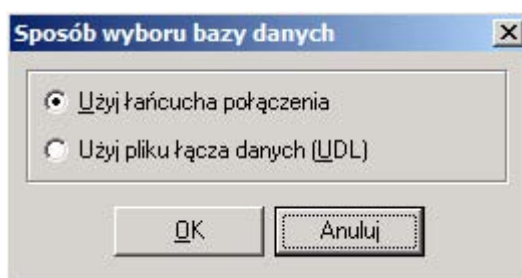 Sposób wyboru bazy danych
Użyj łańcucha połączenia
Użyj pliku łącza danych (UDL)
OK Anuluj